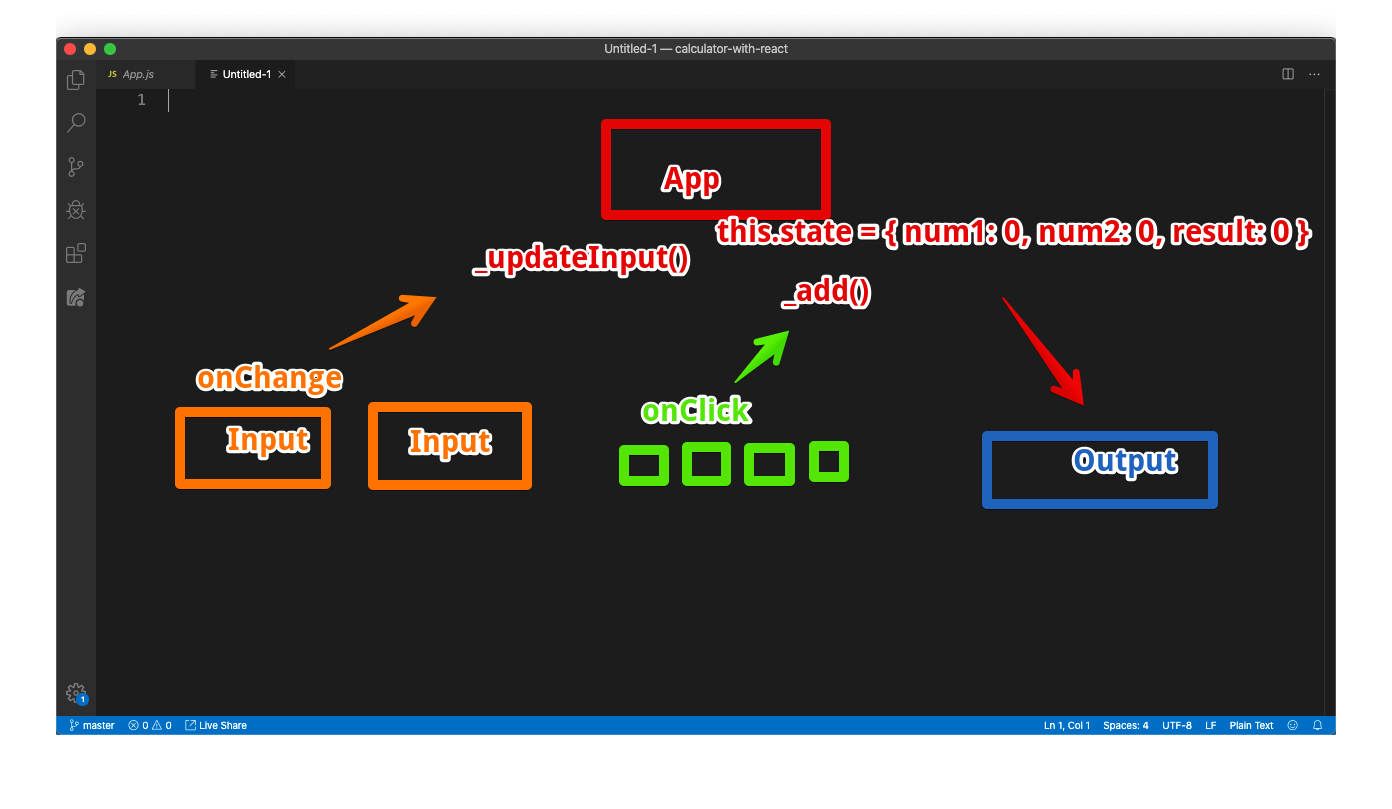 Untitled-1 — calculator-with-react
JS App.js
Untitled-1
1
App
this.state = { num1: 0, num2: 0, result: 0 }
_updateInput()
_add()
onChange
onClick
Input
Input
Output
1
master 0 0 Live Share
Ln 1, Col 1 Spaces: 4 UTF-8 LF Plain Text